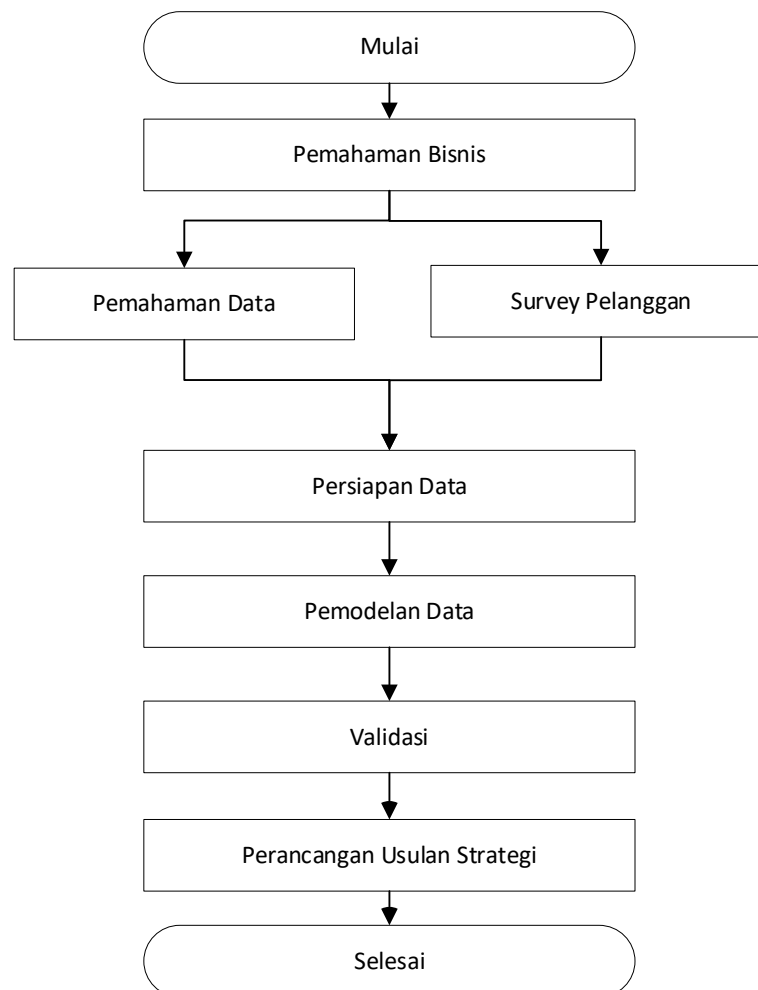 Mulai
Pemahaman Bisnis
Pemahaman Data
Survey Pelanggan
Persiapan Data
Pemodelan Data
Validasi
Perancangan Usulan Strategi
Selesai